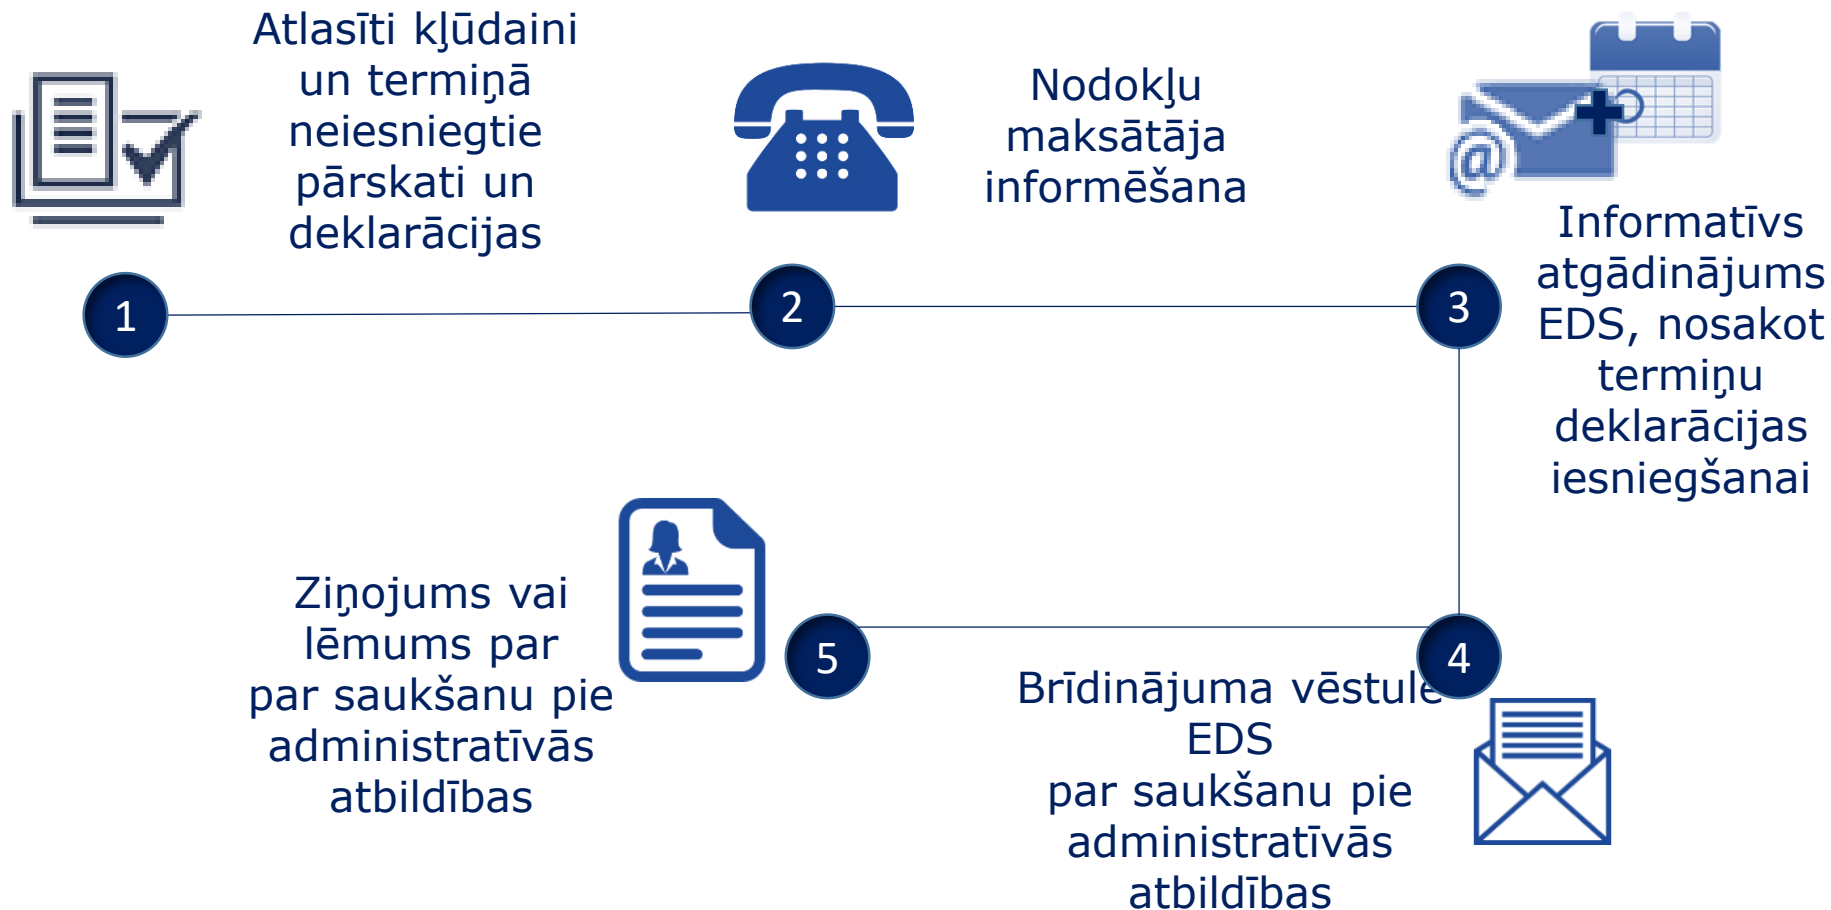 Atlasīti kļūdaini
un termiņā
neiesniegtie
pārskati un
deklarācijas
1
Nodokļu
maksātāja
informēšana
2
@
Informatīvs
atgādinājums
EDS, nosakot
termiņu
deklarācijas
iesniegšanai
3
Brīdinājuma vēstule
EDS
par saukšanu pie
administratīvās
atbildības
4
Ziņojums vai
lēmums par
par saukšanu pie
administratīvās
atbildības
5